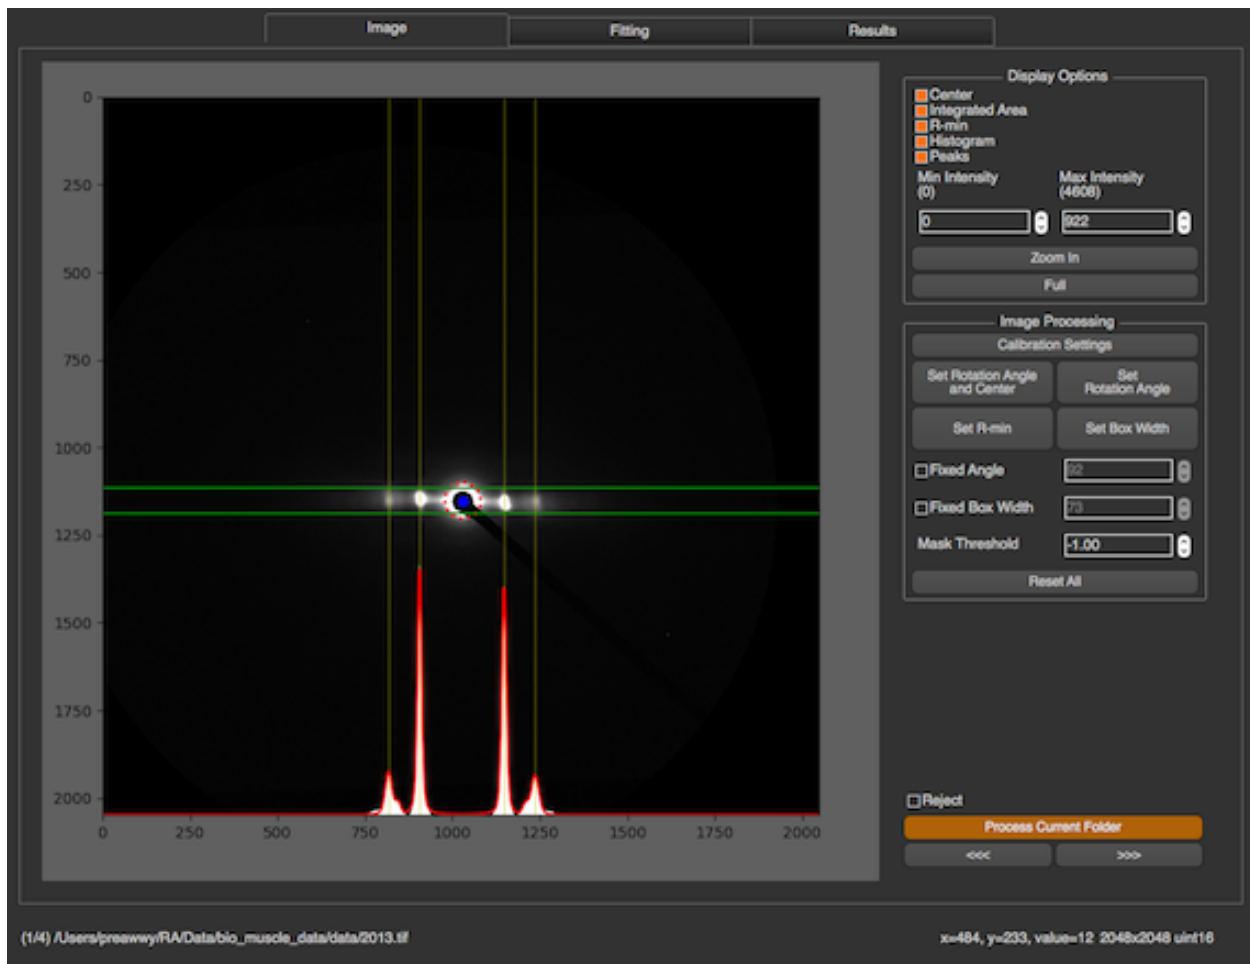 Image Fitting Results
Display Options
Center
Integrated Area
R-min
Histogram
Peaks
Min Intensity Max Intensity
(0) (4608)
0 922
Zoom In
Full
Image Processing
Calibration Settings
Set Rotation Angle and Center
Set Rotation Angle
Set R-min Set Box Width
Fixed Angle 92
Fixed Box Width 73
Mask Threshold -1.00
Reset All
Reject
Process Current Folder
<<< >>>
0
250
500
750
1000
1250
1500
1750
2000
0 250 500 750 1000 1250 1500 1750 2000
(1/4) /Users/preawwy/RA/Data/bio_muscle_data/data/2013.tif
x=484, y=233, value=12 2048x2048 uint16